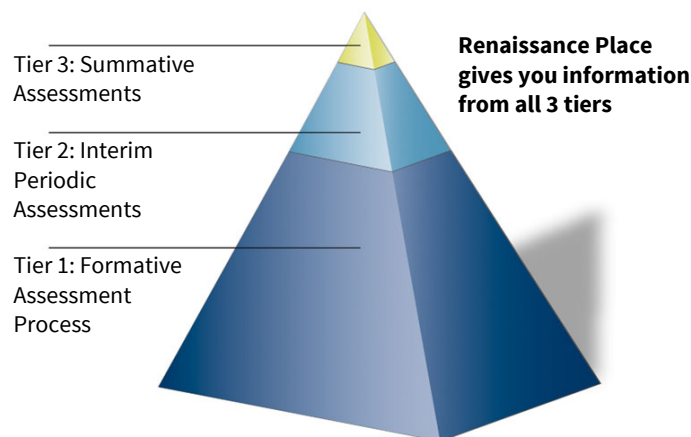 Tier 3: Summative
Assessments
Renaissance Place
gives you information
from all 3 tiers
Tier 2: Interim
Periodic
Assessments
Tier 1: Formative
Assessment
Process